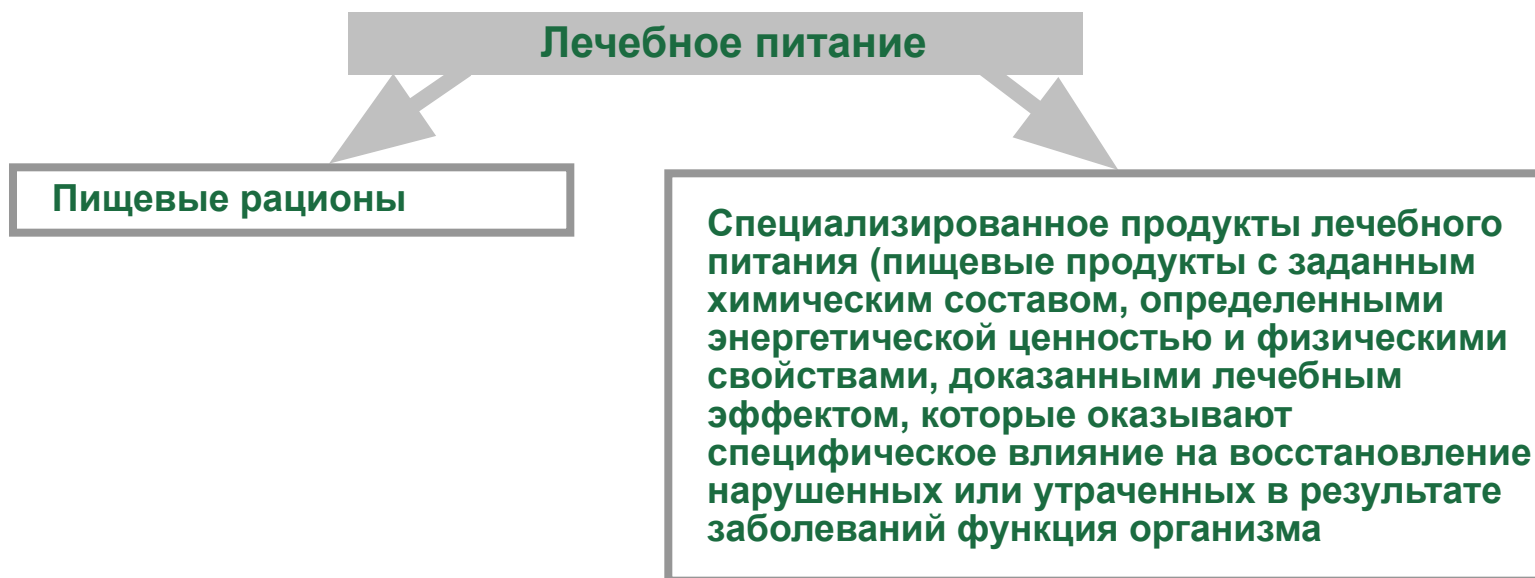 Лечебное питание
Пищевые рационы
Специализированное продукты лечебного
питания (пищевые продукты с заданным
химическим составом, определенными
энергетической ценностью и физическими
свойствами, доказанными лечебным
эффектом, которые оказывают
специфическое влияние на восстановление
нарушенных или утраченных в результате
заболеваний функция организма